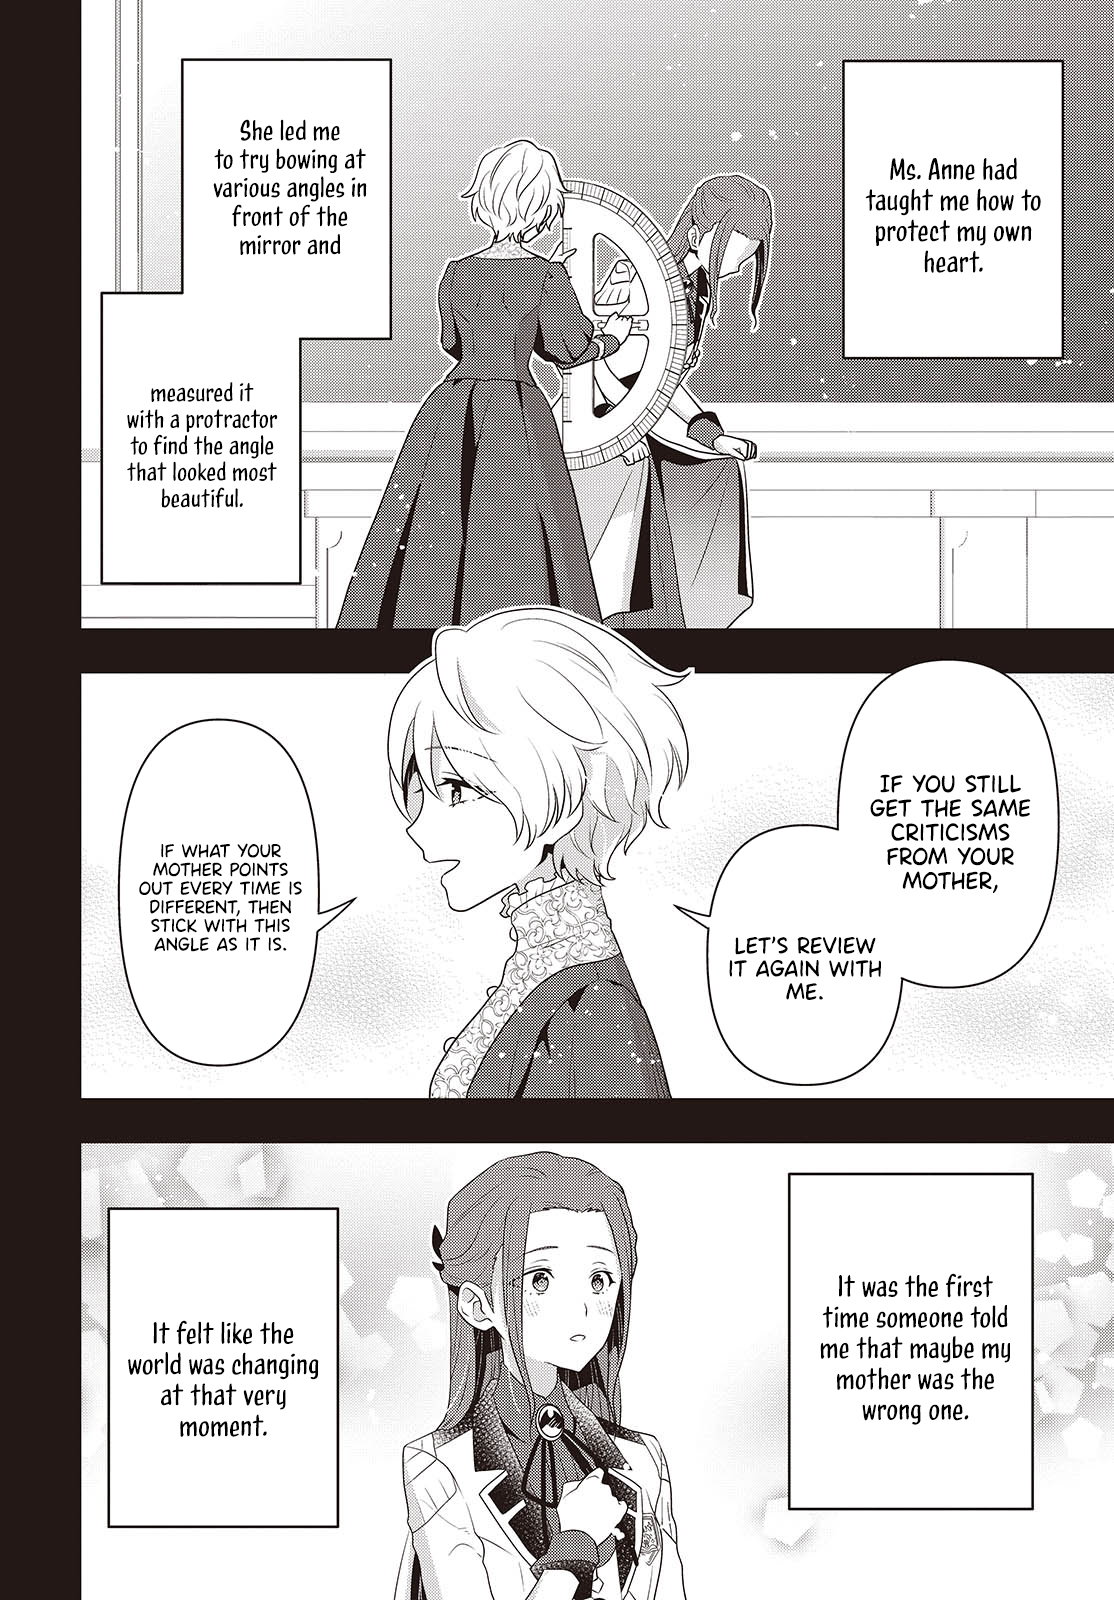 Ms. Anne had
taught me how to
protect my own
heart.
She led me
to try bowing at
various angles in
front of the
mirror and
measured it
with a protractor
to find the angle
that looked most
beautiful.
IF YOU STILL
GET THE SAME
CRITICISMS
FROM YOUR
MOTHER,
LET'S REVIEW
IT AGAIN WITH
ME.
IF WHAT YOUR
MOTHER POINTS
OUT EVERY TIME IS
DIFFERENT, THEN
STICK WITH THIS
ANGLE AS IT IS.
It was the first
time someone told
me that maybe my
mother was the
wrong one.
It felt like the
world was changing
at that very
moment.